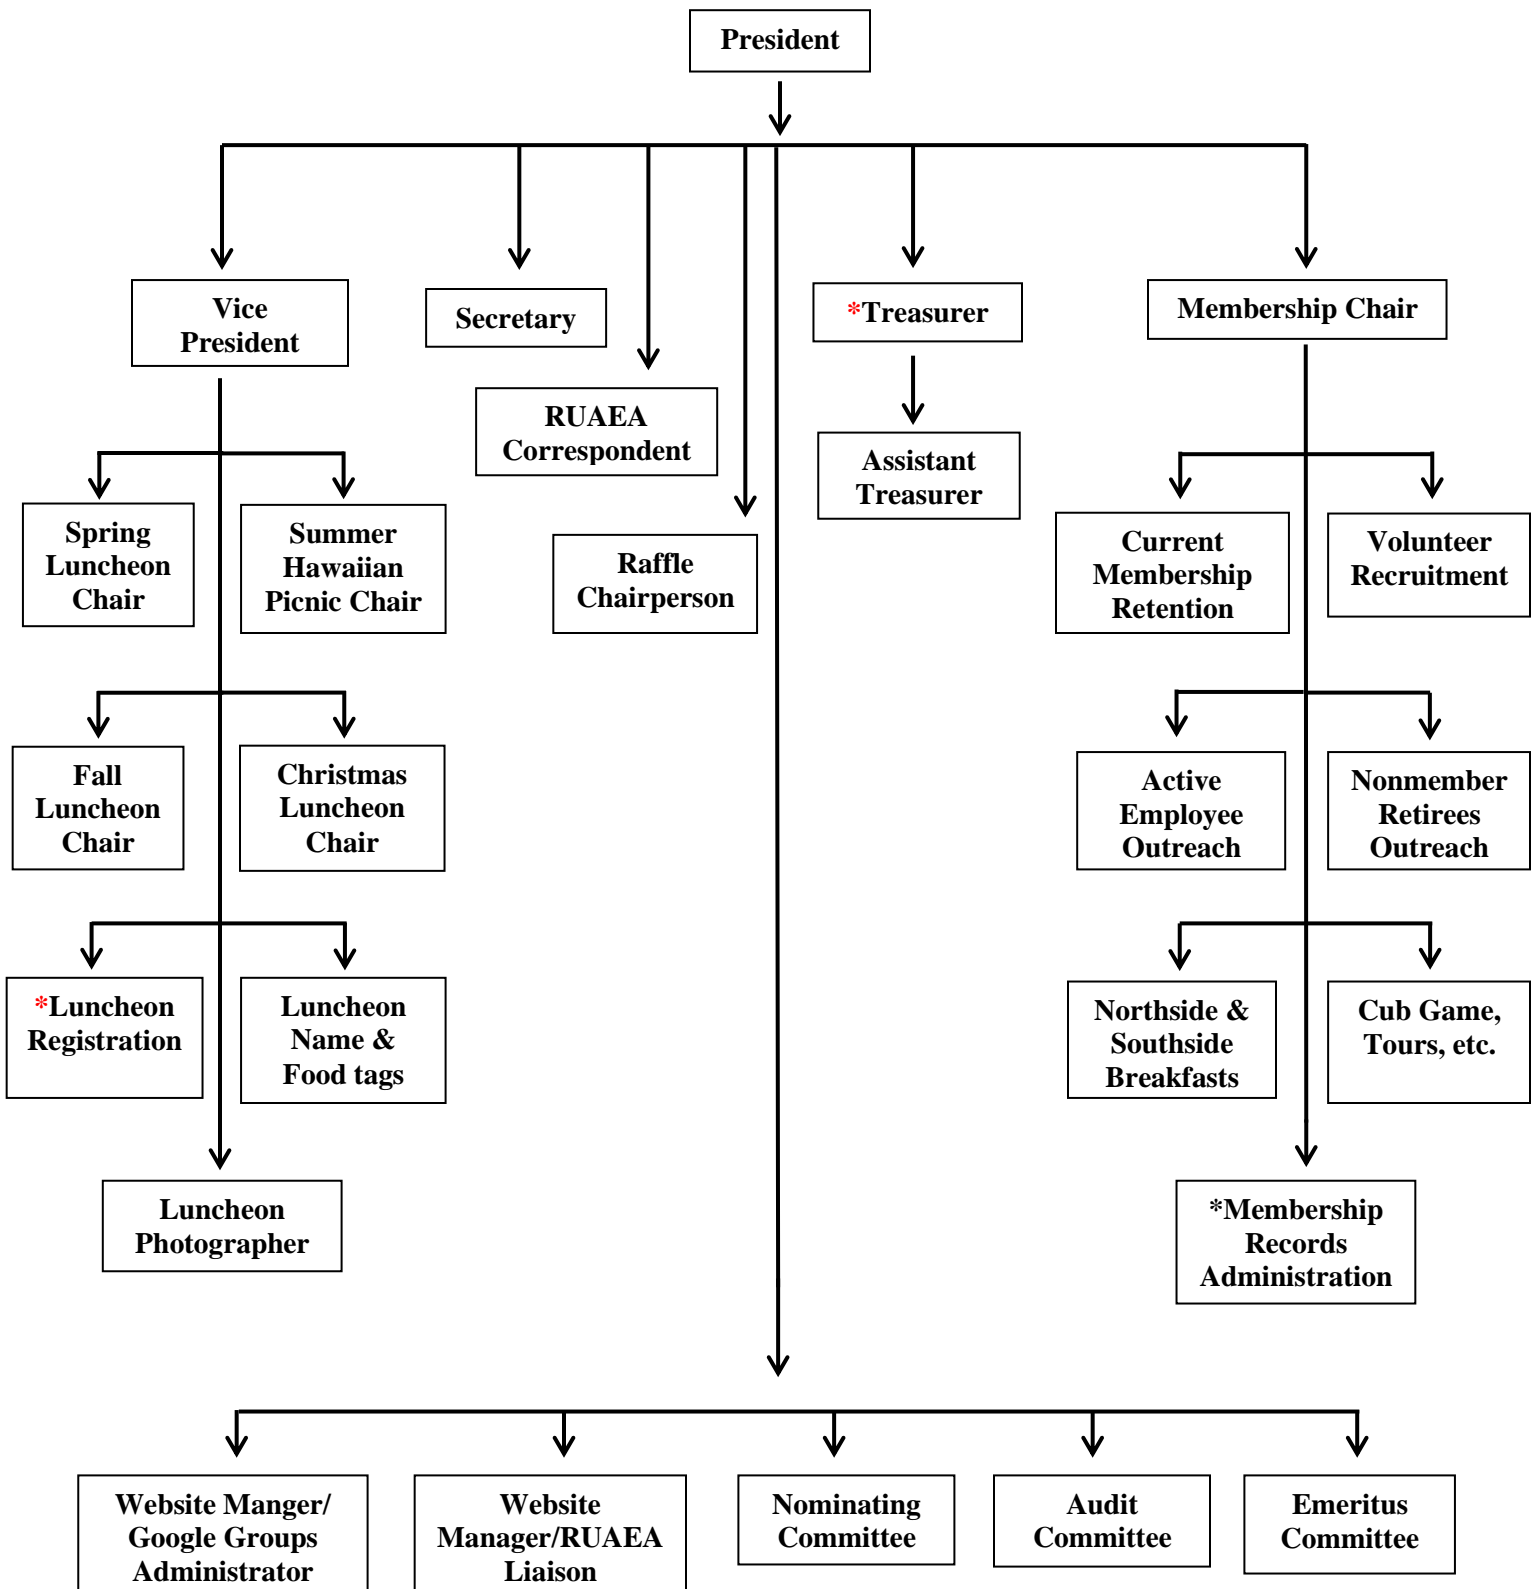 President
Vice
President
Secretary
*Treasurer
Membership Chair
RUAEA
Correspondent
Assistant
Treasurer
Raffle
Chairperson
Spring
Luncheon
Chair
Summer
Hawaiian
Picnic Chair
Current
Membership
Retention
Volunteer
Recruitment
Fall
Luncheon
Chair
Christmas
Luncheon
Chair
Active
Employee
Outreach
Nonmember
Retirees
Outreach
*Luncheon
Registration
Luncheon
Name &
Food tags
Northside &
Southside
Breakfasts
Cub Game,
Tours, etc.
Luncheon
Photographer
*Membership
Records
Administration
Website Manger/
Google Groups
Administrator
Website
Manager/RUAEA
Liaison
Nominating
Committee
Audit
Committee
Emeritus
Committee